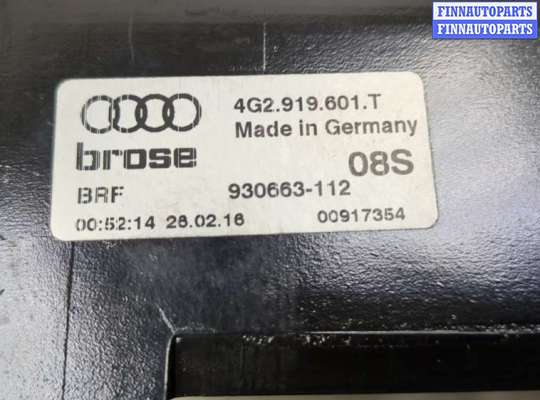 FINNAUTOPARTS
FINNAUTOPARTS
4G2.919.601.T
Made in Germany
brose 08S
BRF 930663-112
00:52:14 26.02.16 00917354